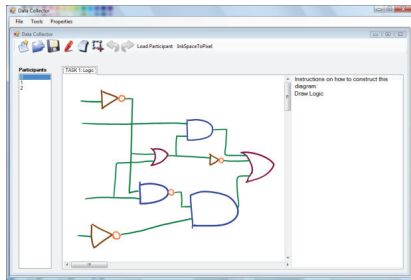 Data Collector
File Tools Properties
Data Collector
Load Participant InkSpaceToPixel
Participants
TASK 1: Logic
1
2
Instructions on how to construct this
diagram:
Draw Logic